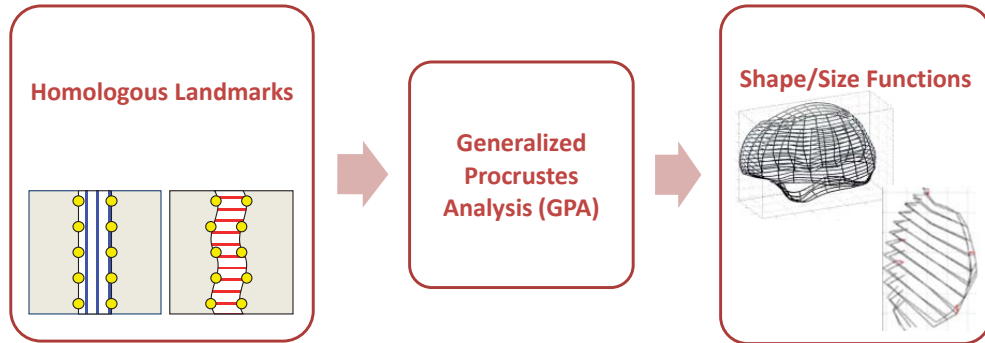 Homologous Landmarks
Generalized
Procrustes
Analysis (GPA)
Shape/Size Functions